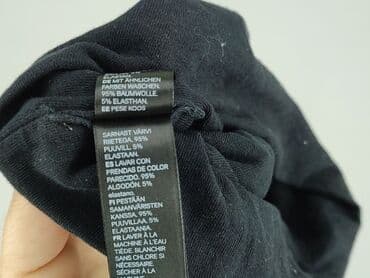 DE MIT ÄHNLICHEN
FARBEN WASCHEN.
95% BAUMWOLLE.
5% ELASTHAN.
EE PESE KOOS
SARNAST VÄRVI
RIIETEGA. 95%
PUUVILL. 5%
ELASTAAN.
ES LAVAR CON
PRENDAS DE COLOR
PARECIDO. 95%
ALGODÓN. 5%
elastano.
FI PESTÄÄN
SAMANVÄRISTEN
KANSSA. 95%
PUUVILLAA. 5%
ELASTAANIA.
FR LAVER À LA
MACHINE À L'EAU
TIÈDE. BLANCHIR
SANS CHLORE SI
NÉCESSAIRE.
SÉCHER À LA